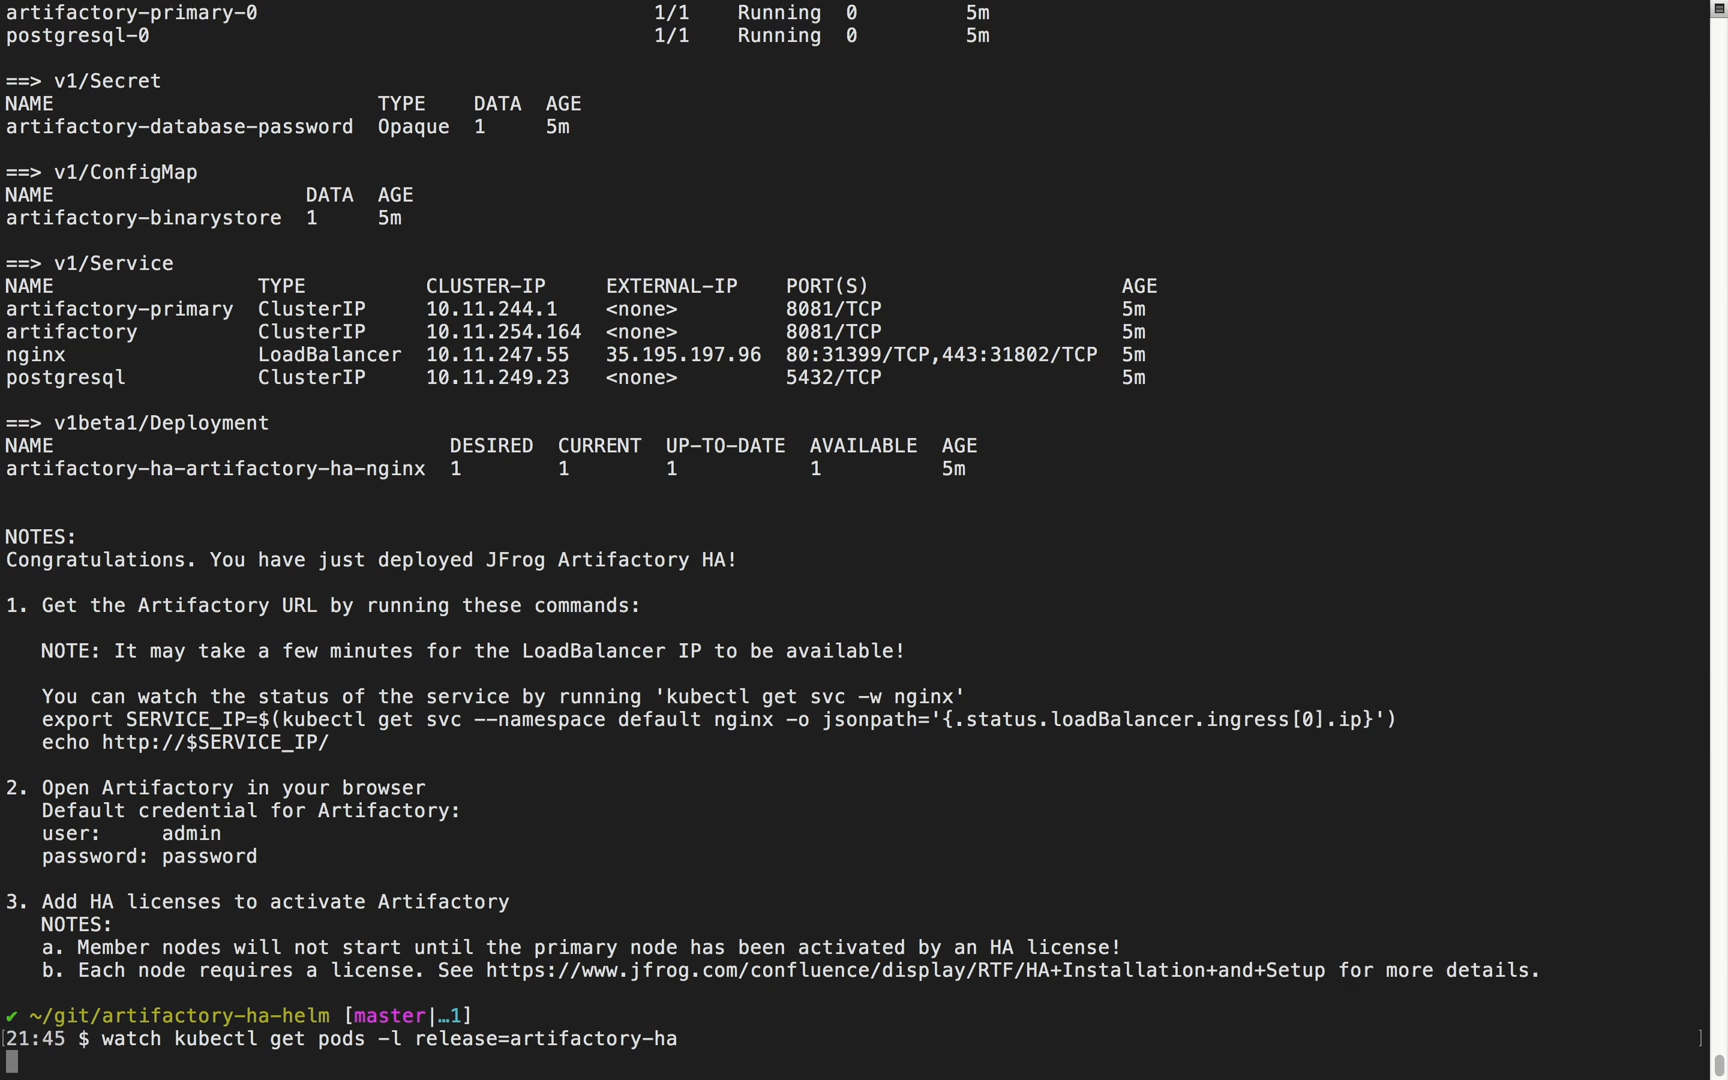 artifactory-primary-0                                 1/1    Running  0         5m
postgresql-0                                          1/1    Running  0         5m

==> v1/Secret
NAME                           TYPE    DATA  AGE
artifactory-database-password  Opaque  1     5m

==> v1/ConfigMap
NAME                     DATA  AGE
artifactory-binarystore  1     5m

==> v1/Service
NAME                 TYPE          CLUSTER-IP     EXTERNAL-IP    PORT(S)                     AGE
artifactory-primary  ClusterIP     10.11.244.1    <none>         8081/TCP                    5m
artifactory          ClusterIP     10.11.254.164  <none>         8081/TCP                    5m
nginx                LoadBalancer  10.11.247.55   35.195.197.96  80:31399/TCP,443:31802/TCP  5m
postgresql           ClusterIP     10.11.249.23   <none>         5432/TCP                    5m

==> v1beta1/Deployment
NAME                                 DESIRED  CURRENT  UP-TO-DATE  AVAILABLE  AGE
artifactory-ha-artifactory-ha-nginx  1        1        1           1          5m

NOTES:
Congratulations. You have just deployed JFrog Artifactory HA!

1. Get the Artifactory URL by running these commands:

   NOTE: It may take a few minutes for the LoadBalancer IP to be available!

   You can watch the status of the service by running 'kubectl get svc -w nginx'
   export SERVICE_IP=$(kubectl get svc --namespace default nginx -o jsonpath='{.status.loadBalancer.ingress[0].ip}')
   echo http://$SERVICE_IP/

2. Open Artifactory in your browser
   Default credential for Artifactory:
   user:     admin
   password: password

3. Add HA licenses to activate Artifactory
   NOTES:
   a. Member nodes will not start until the primary node has been activated by an HA license!
   b. Each node requires a license. See https://www.jfrog.com/confluence/display/RTF/HA+Installation+and+Setup for more details.

✔ ~/git/artifactory-ha-helm [master|…1]
[21:45 $ watch kubectl get pods -l release=artifactory-ha ]